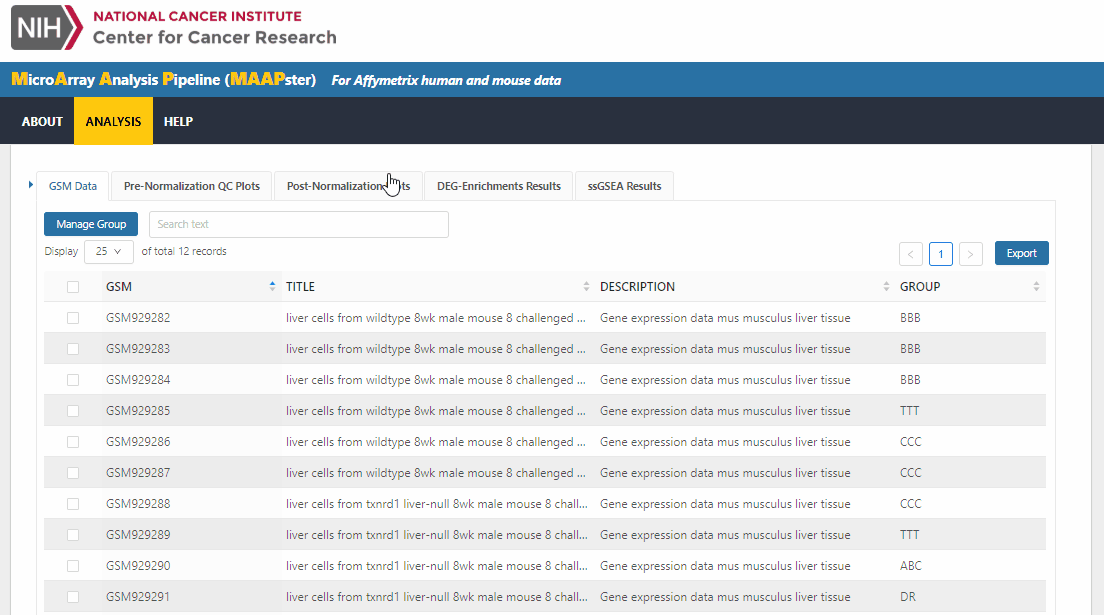 NIH NATIONAL CANCER INSTITUTE
Center for Cancer Research
MicroArray Analysis Pipeline (MAAPster) For Affymetrix human and mouse data
ABOUT ANALYSIS HELP
GSM Data Pre-Normalization QC Plots Post-Normalization DEG-Enrichments Results ssGSEA Results
Manage Group Search text
Display 25 of total 12 records
< 1 > Export
GSM TITLE DESCRIPTION GROUP
GSM929282 liver cells from wildtype 8wk male mouse 8 challenged ... Gene expression data mus musculus liver tissue BBB
GSM929283 liver cells from wildtype 8wk male mouse 8 challenged ... Gene expression data mus musculus liver tissue BBB
GSM929284 liver cells from wildtype 8wk male mouse 8 challenged ... Gene expression data mus musculus liver tissue BBB
GSM929285 liver cells from wildtype 8wk male mouse 8 challenged ... Gene expression data mus musculus liver tissue TTT
GSM929286 liver cells from wildtype 8wk male mouse 8 challenged ... Gene expression data mus musculus liver tissue CCC
GSM929287 liver cells from wildtype 8wk male mouse 8 challenged ... Gene expression data mus musculus liver tissue CCC
GSM929288 liver cells from txnrd1 liver-null 8wk male mouse 8 chall... Gene expression data mus musculus liver tissue CCC
GSM929289 liver cells from txnrd1 liver-null 8wk male mouse 8 chall... Gene expression data mus musculus liver tissue TTT
GSM929290 liver cells from txnrd1 liver-null 8wk male mouse 8 chall... Gene expression data mus musculus liver tissue ABC
GSM929291 liver cells from txnrd1 liver-null 8wk male mouse 8 chall... Gene expression data mus musculus liver tissue DR